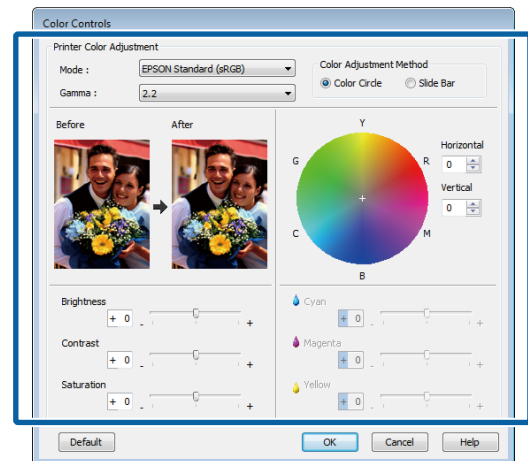 Color Controls
Printer Color Adjustment
Mode : EPSON Standard (sRGB)
Gamma : 2.2
Color Adjustment Method
Color Circle Slide Bar
Before After
Y
G R
C M
B
Horizontal
0
Vertical
0
Brightness
+ 0 - +
Contrast
+ 0 - +
Saturation
+ 0 - +
Cyan
+ 0 - +
Magenta
+ 0 - +
Yellow
+ 0 - +
Default OK Cancel Help